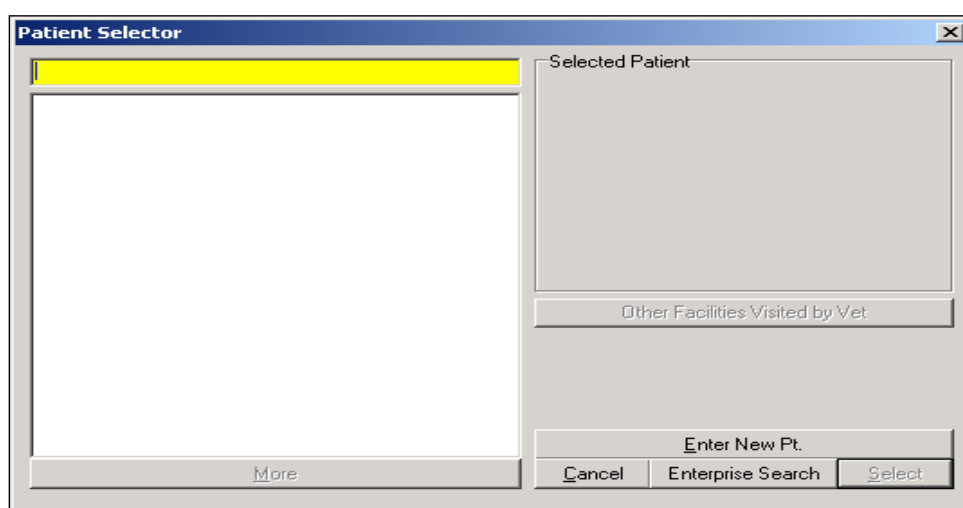 Patient Selector
Selected Patient
Other Facilities Visited by Vet
Enter New Pt.
More
Cancel
Enterprise Search
Select